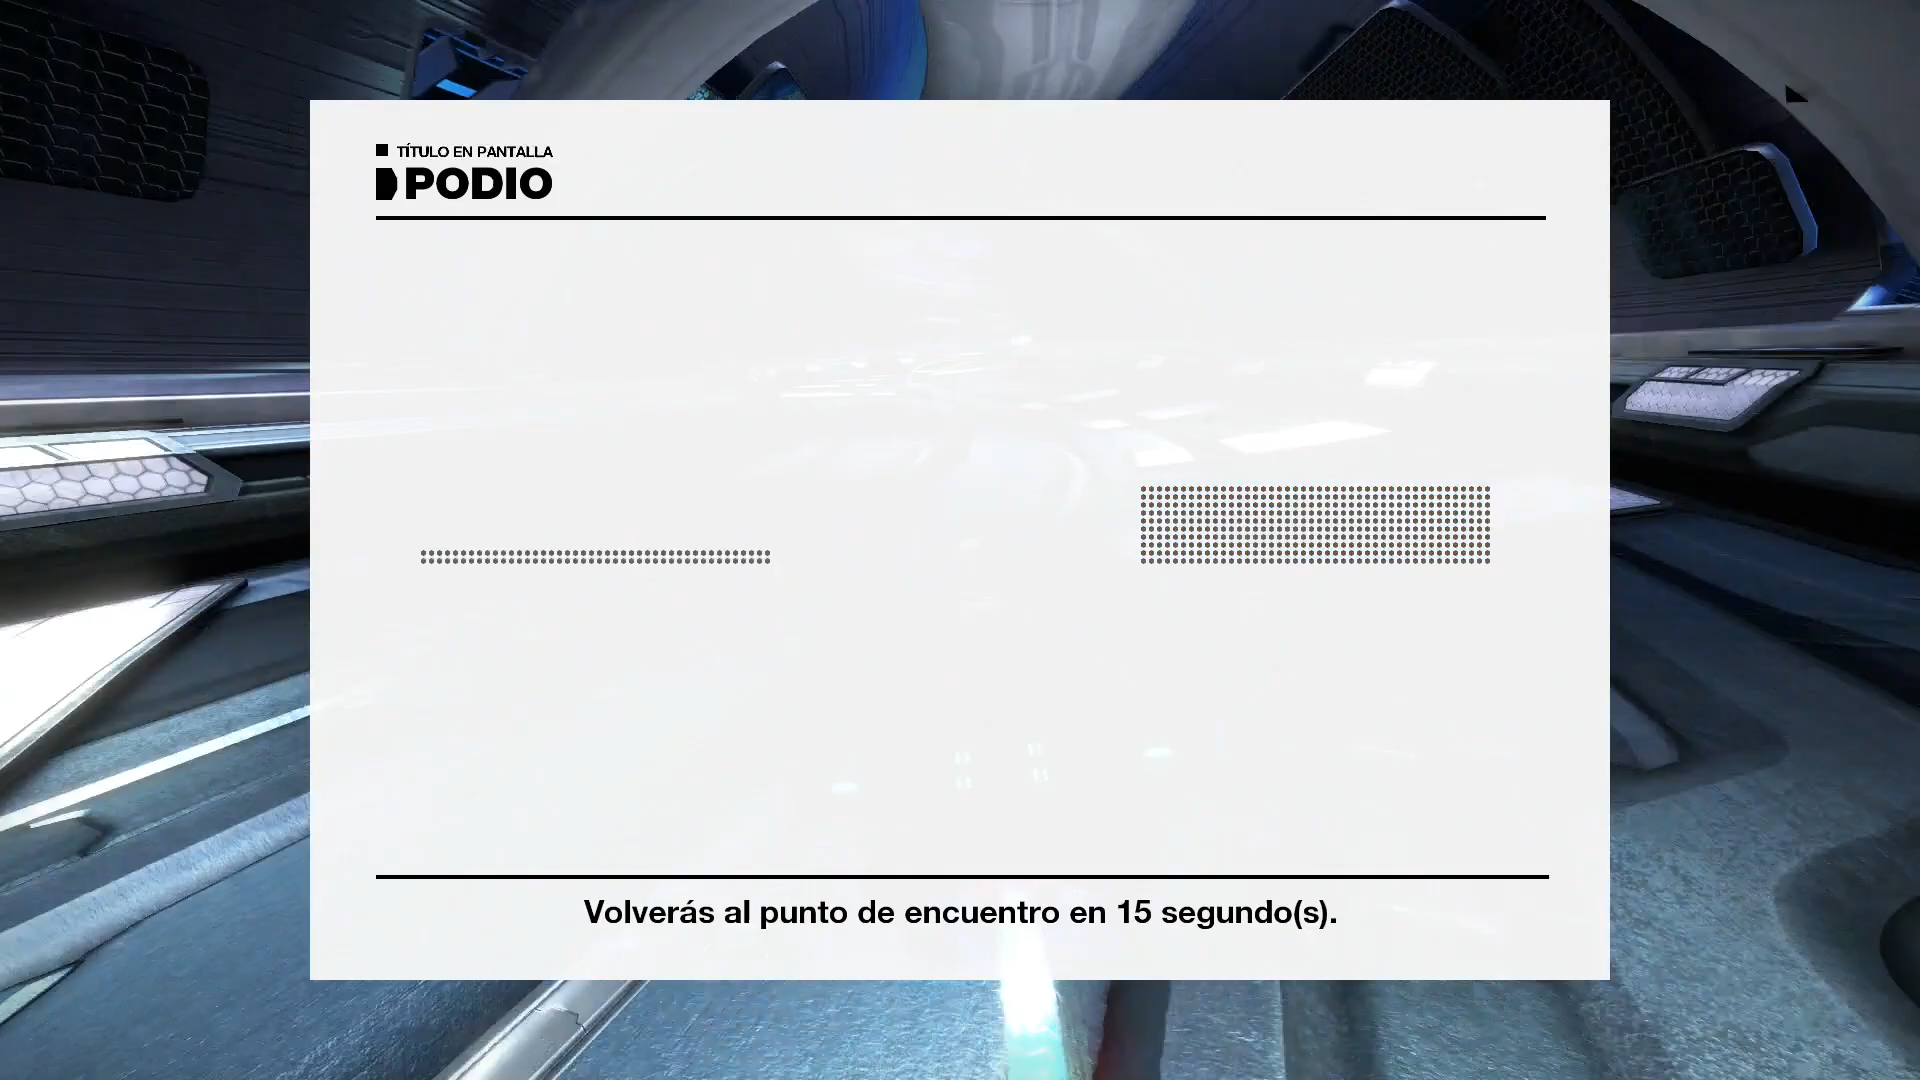 TÍTULO EN PANTALLA
PODIO
Volverás al punto de encuentro en 15 segundo(s).